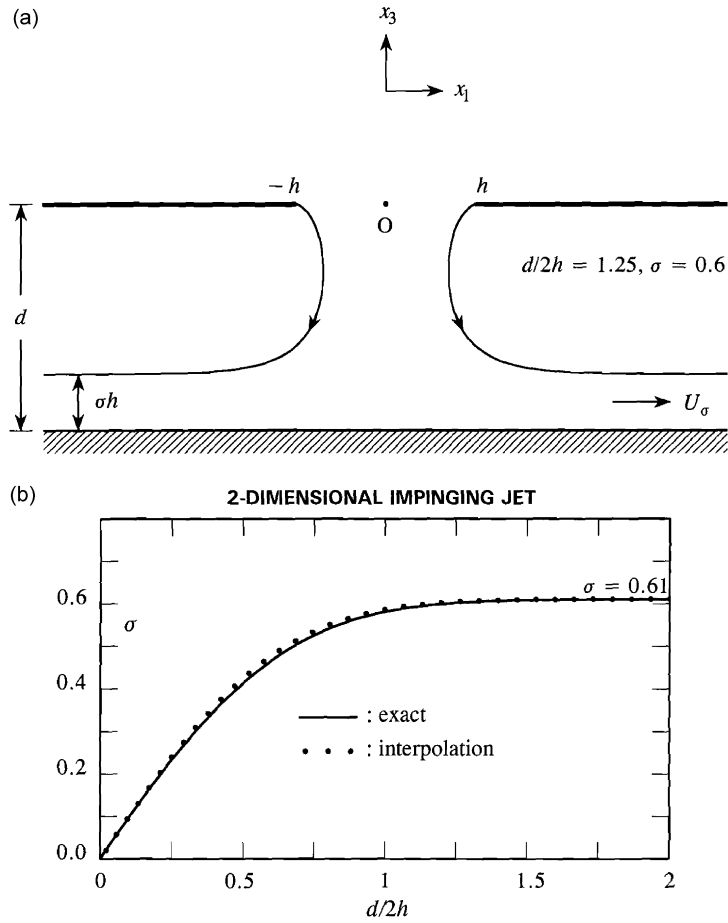 (a)
x₃
x₁
– h
h
O
d/2h = 1.25, σ = 0.6
d
σh
U_σ
(b)
2-DIMENSIONAL IMPINGING JET
σ = 0.61
0.6
σ
0.4
: exact
: interpolation
0.2
0.0
0 0.5 1 1.5 2
d/2h